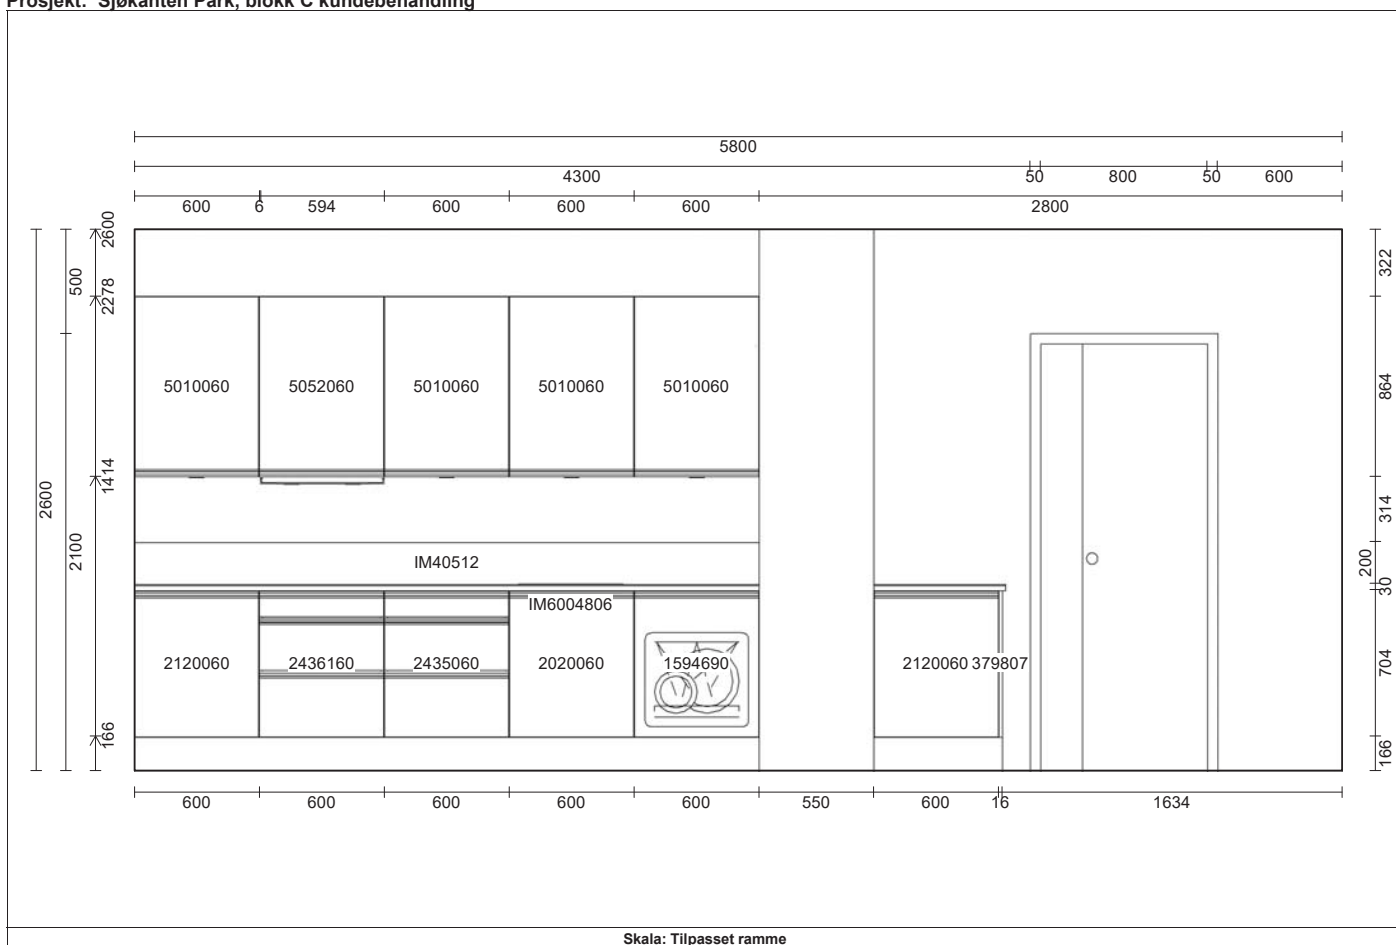 Prosjekt: Sjøkanten Park, blokk C kundebehandling
5800
4300 50 800 50 600
600 6 594 600 600 600 2800
2600 500 2278 1414 2600 2100 166
322 864 314 200 30 704 166
5010060 5052060 5010060 5010060 5010060
IM40512
IM6004806
2120060 2436160 2435060 2020060 1594690 2120060 379807
600 600 600 600 600 550 600 16 1634
Skala: Tilpasset ramme